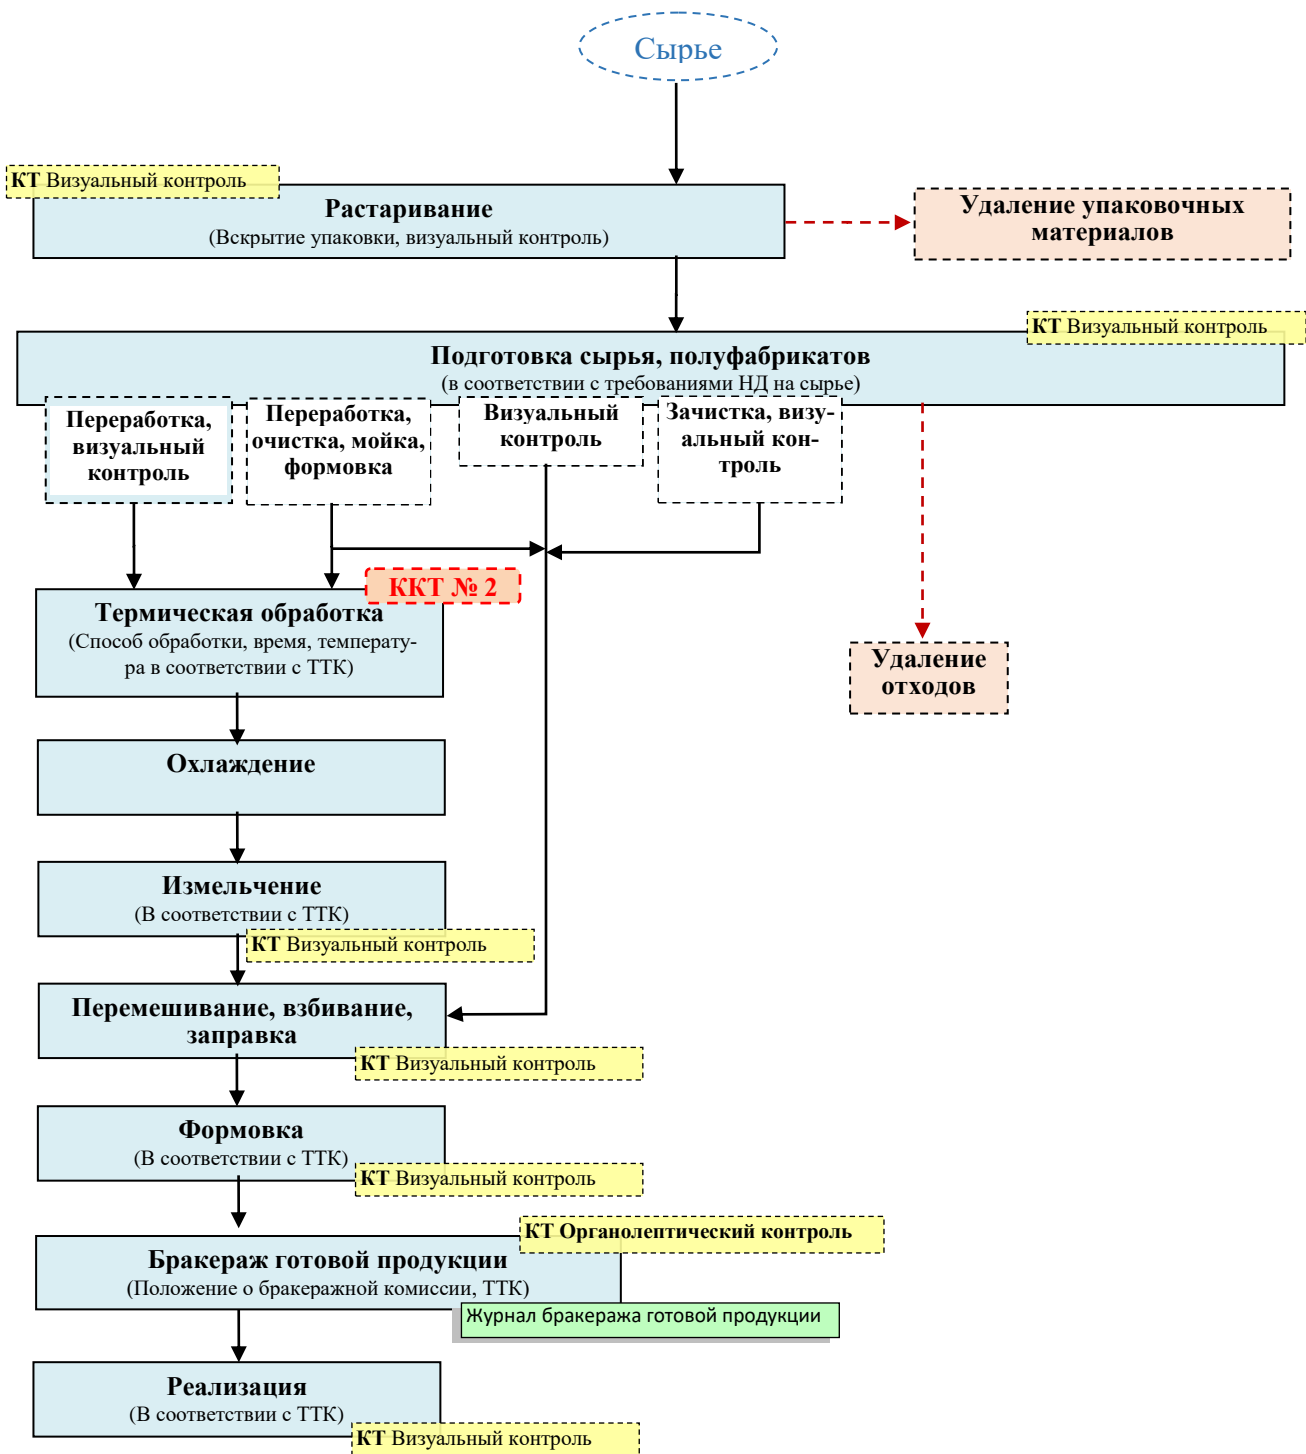 Сырье
КТ Визуальный контроль
Растаривание
(Вскрытие упаковки, визуальный контроль)
Удаление упаковочных
материалов
КТ Визуальный контроль
Подготовка сырья, полуфабрикатов
(в соответствии с требованиями НД на сырье)
Переработка,
визуальный
контроль
Переработка,
очистка, мойка,
формовка
Визуальный
контроль
Зачистка, визу-
альный кон-
троль
ККТ № 2
Термическая обработка
(Способ обработки, время, температу-
ра в соответствии с ТТК)
Удаление
отходов
Охлаждение
Измельчение
(В соответствии с ТТК)
КТ Визуальный контроль
Перемешивание, взбивание,
заправка
КТ Визуальный контроль
Формовка
(В соответствии с ТТК)
КТ Визуальный контроль
КТ Органолептический контроль
Бракераж готовой продукции
(Положение о бракеражной комиссии, ТТК)
Журнал бракеража готовой продукции
Реализация
(В соответствии с ТТК)
КТ Визуальный контроль